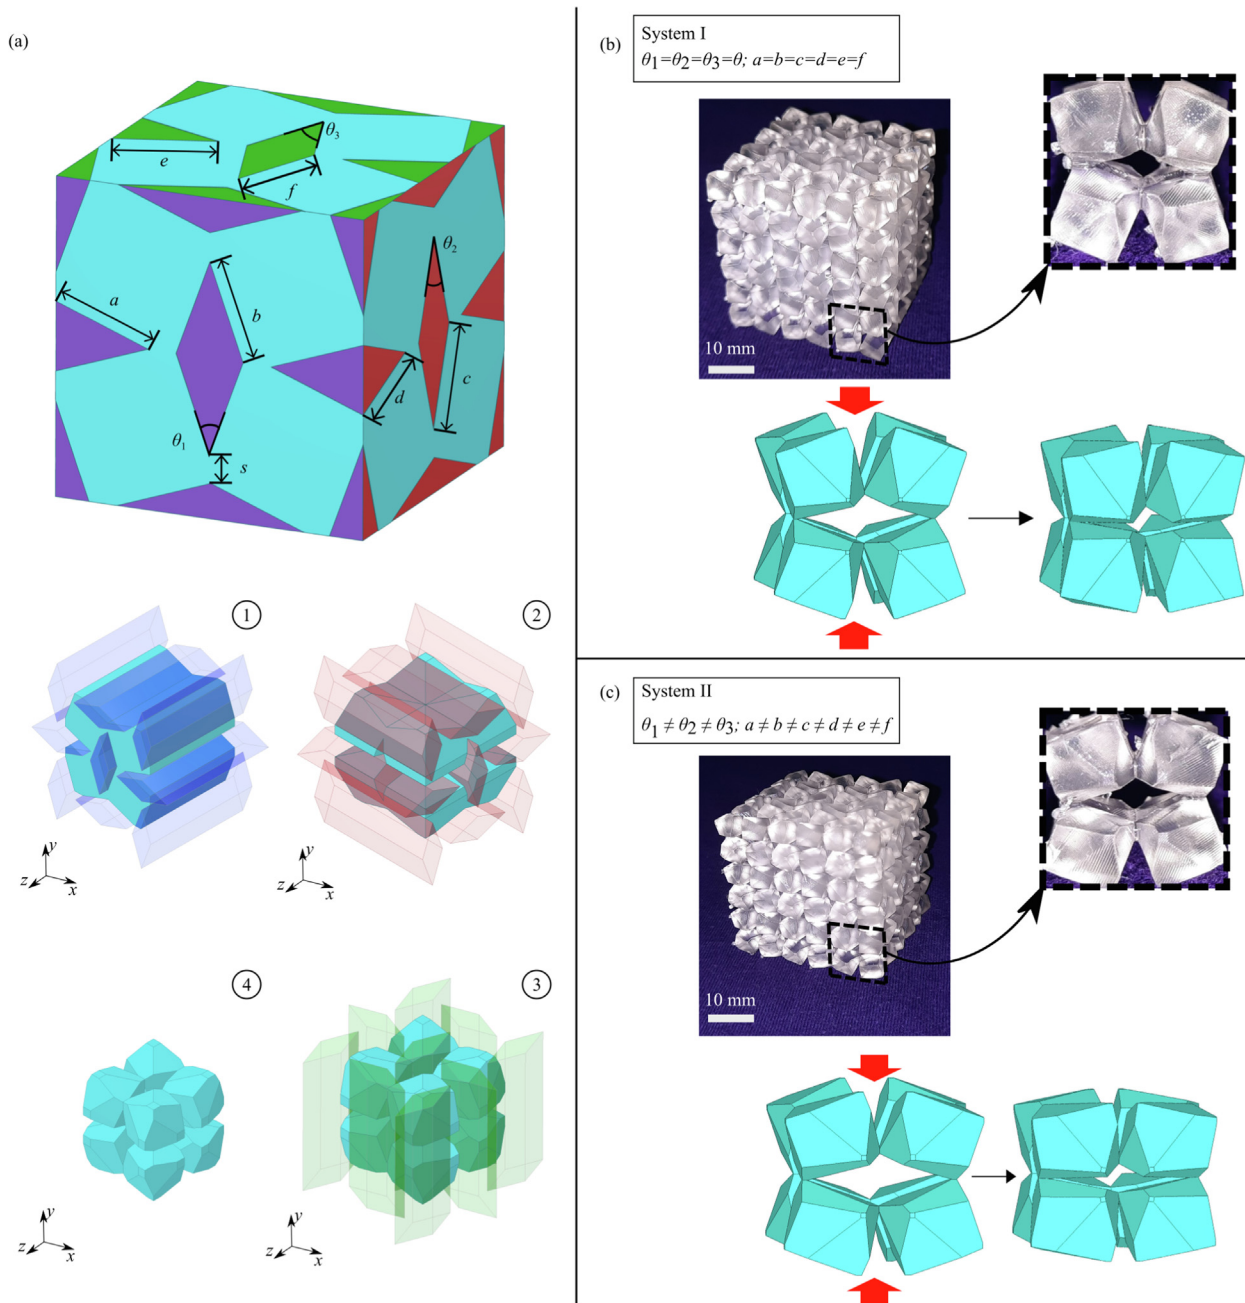 (a)
θ3
e
f
θ2
a
b
c
d
θ1
s
1
2
y
z
x
y
z
x
4
3
y
z
x
y
z
x
(b)
System I
θ1=θ2=θ3=θ; a=b=c=d=e=f
10 mm
(c)
System II
θ1 ≠ θ2 ≠ θ3; a ≠ b ≠ c ≠ d ≠ e ≠ f
10 mm